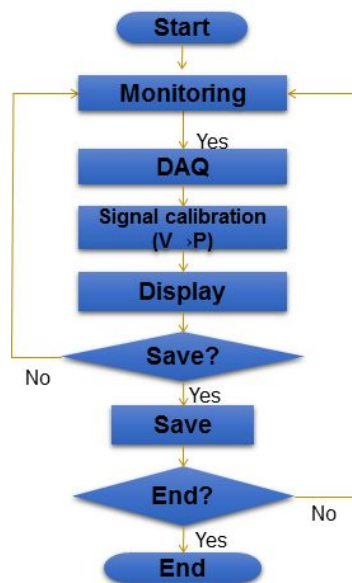 Start
Monitoring
Yes
DAQ
Signal calibration
(V →P)
Display
Save?
No
Yes
Save
End?
No
Yes
End